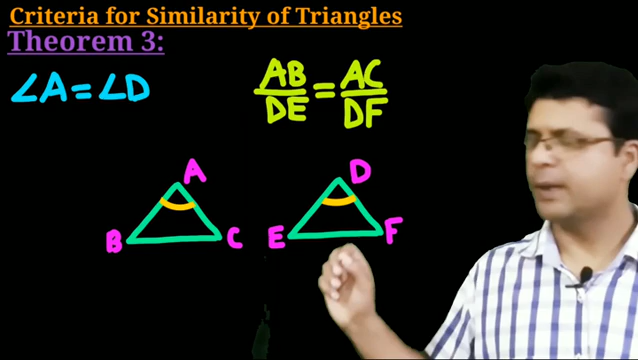 Criteria for Similarity of Triangles
Theorem 3:
∠A=∠D
AB/DE=AC/DF
A
D
B
C
E
F